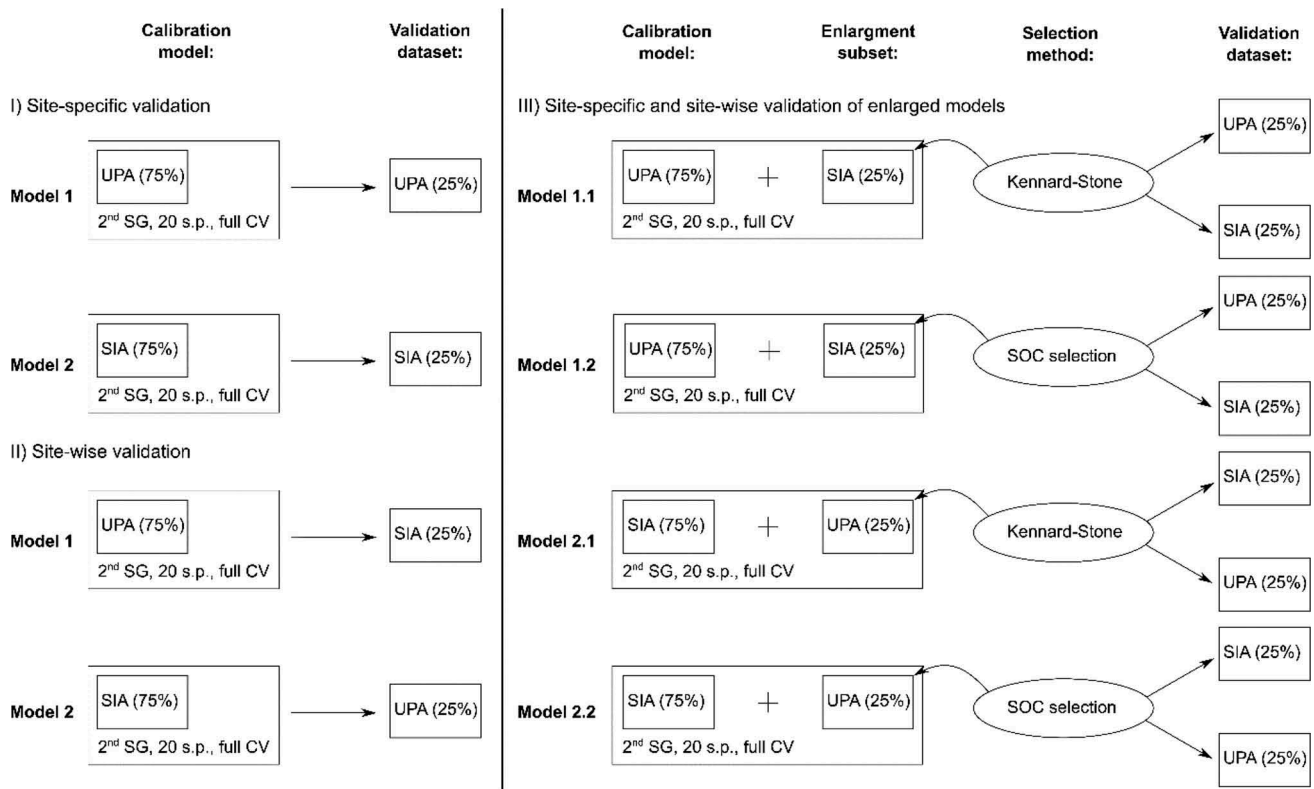 Calibration
model:
Validation
dataset:
I) Site-specific validation
Model 1
UPA (75%)
2nd SG, 20 s.p., full CV
UPA (25%)
Model 2
SIA (75%)
2nd SG, 20 s.p., full CV
SIA (25%)
II) Site-wise validation
Model 1
UPA (75%)
2nd SG, 20 s.p., full CV
SIA (25%)
Model 2
SIA (75%)
2nd SG, 20 s.p., full CV
UPA (25%)
Calibration
model:
Enlargment
subset:
Selection
method:
Validation
dataset:
III) Site-specific and site-wise validation of enlarged models
Model 1.1
UPA (75%)
+
SIA (25%)
2nd SG, 20 s.p., full CV
Kennard-Stone
UPA (25%)
SIA (25%)
Model 1.2
UPA (75%)
+
SIA (25%)
2nd SG, 20 s.p., full CV
SOC selection
UPA (25%)
SIA (25%)
Model 2.1
SIA (75%)
+
UPA (25%)
2nd SG, 20 s.p., full CV
Kennard-Stone
SIA (25%)
UPA (25%)
Model 2.2
SIA (75%)
+
UPA (25%)
2nd SG, 20 s.p., full CV
SOC selection
SIA (25%)
UPA (25%)